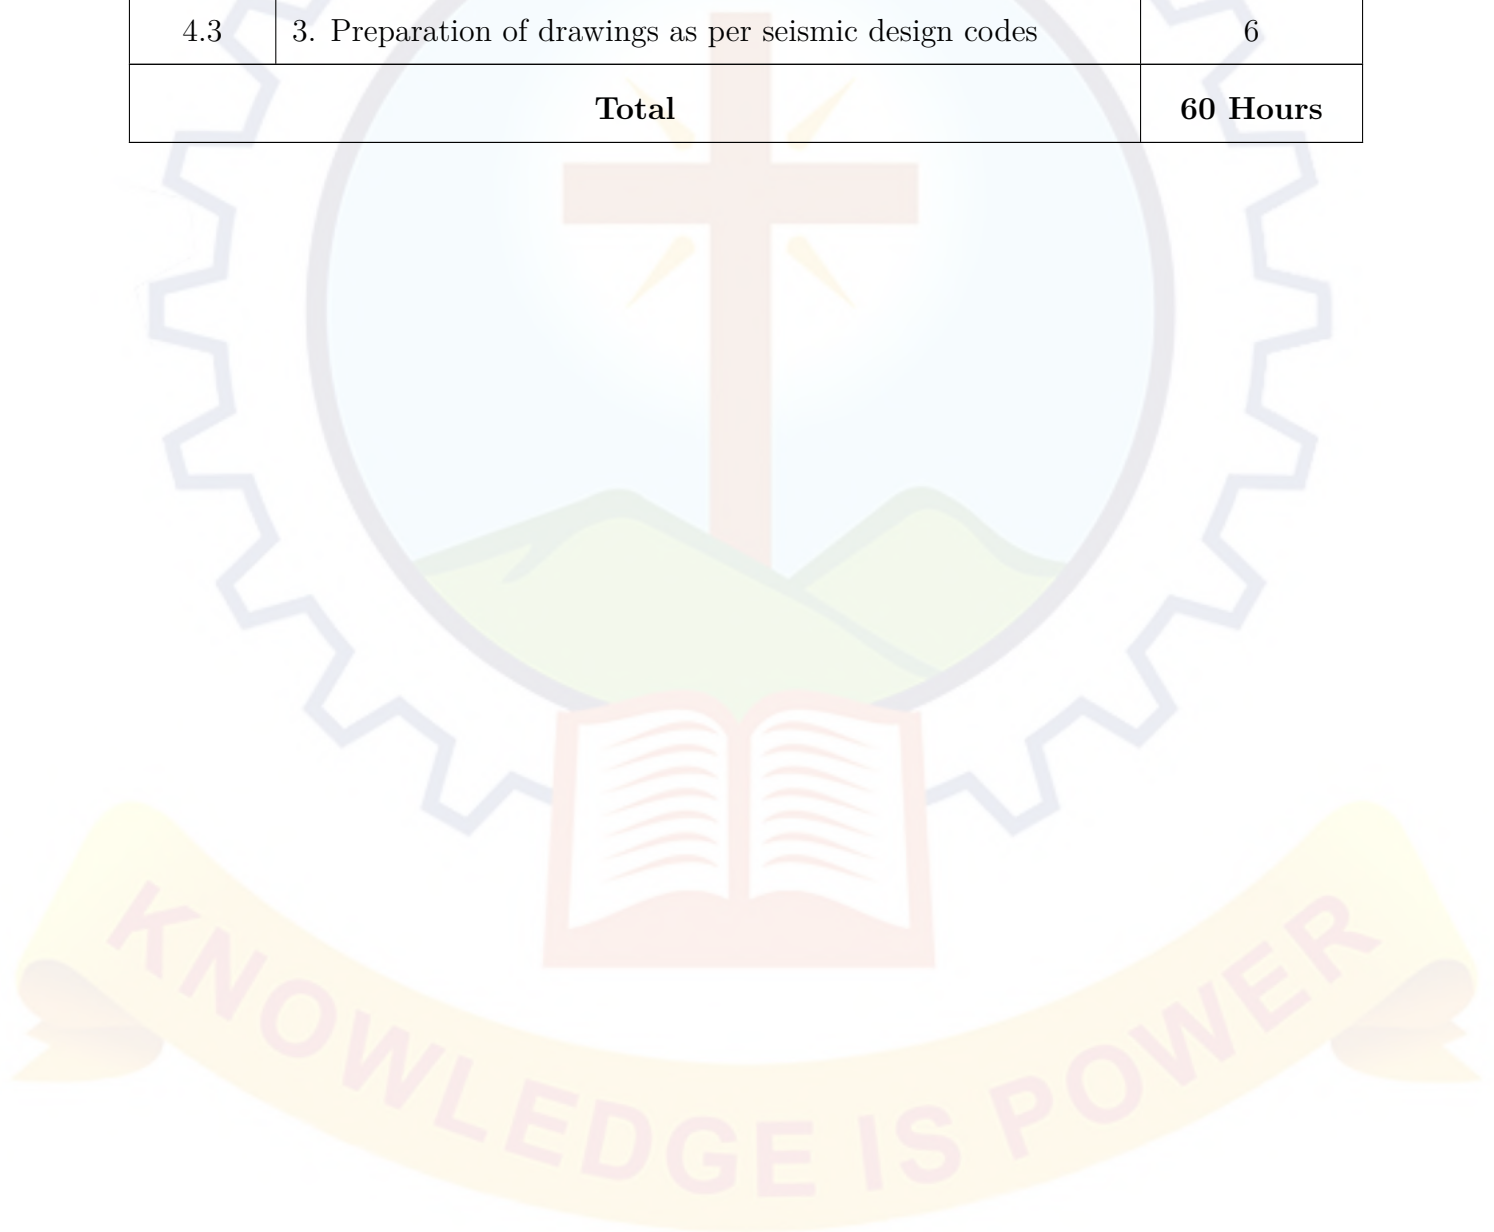 4.3 3. Preparation of drawings as per seismic design codes 6
Total 60 Hours
KNOWLEDGE IS POWER